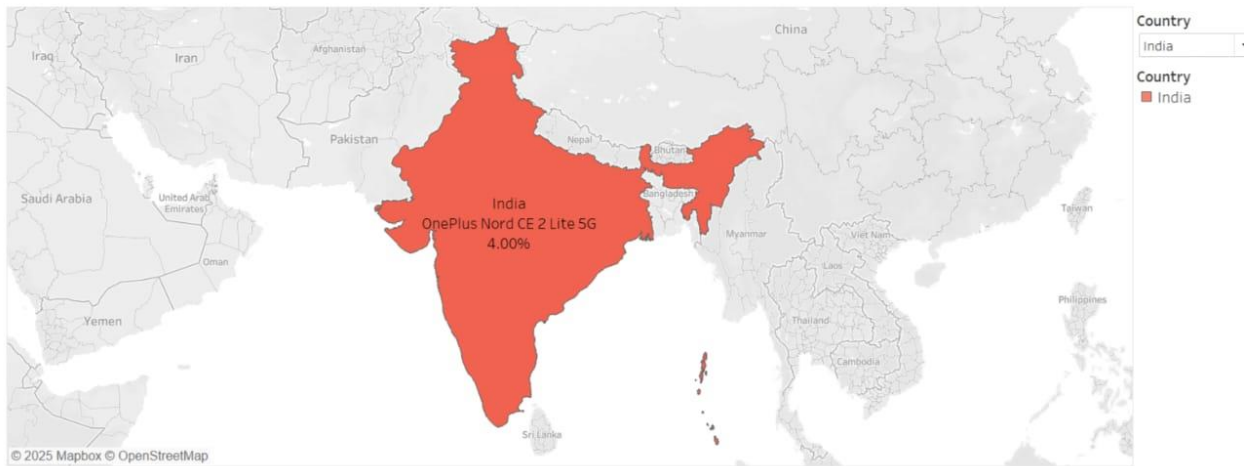 China
Afghanistan
Iraq
Iran
Pakistan
Nepal
Bhutan
Bangladesh
Saudi Arabia
United Arab
Emirates
Oman
Yemen
India
OnePlus Nord CE 2 Lite 5G
4.00%
Myanmar
Taiwan
Viet Nam
Laos
Thailand
Cambodia
Philippines
Sri Lanka
© 2025 Mapbox © OpenStreetMap
Country
India
Country
India